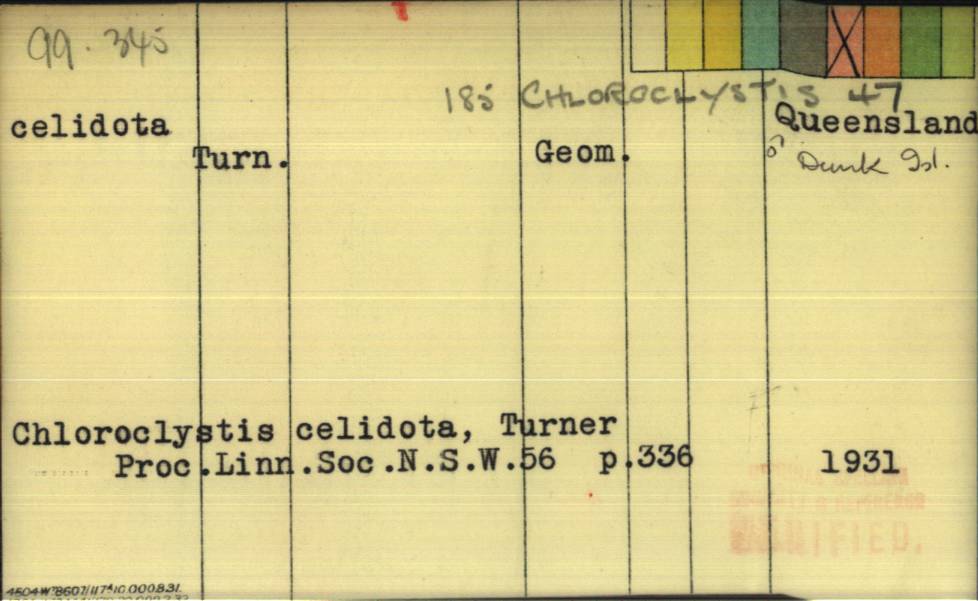 99.345
185 CHLOROCLYSTIS 47
celidota
Queensland
Turn.
Geom.
♂ Dunk Isl.
Chloroclystis celidota, Turner
Proc.Linn.Soc.N.S.W.56 p.336 1931